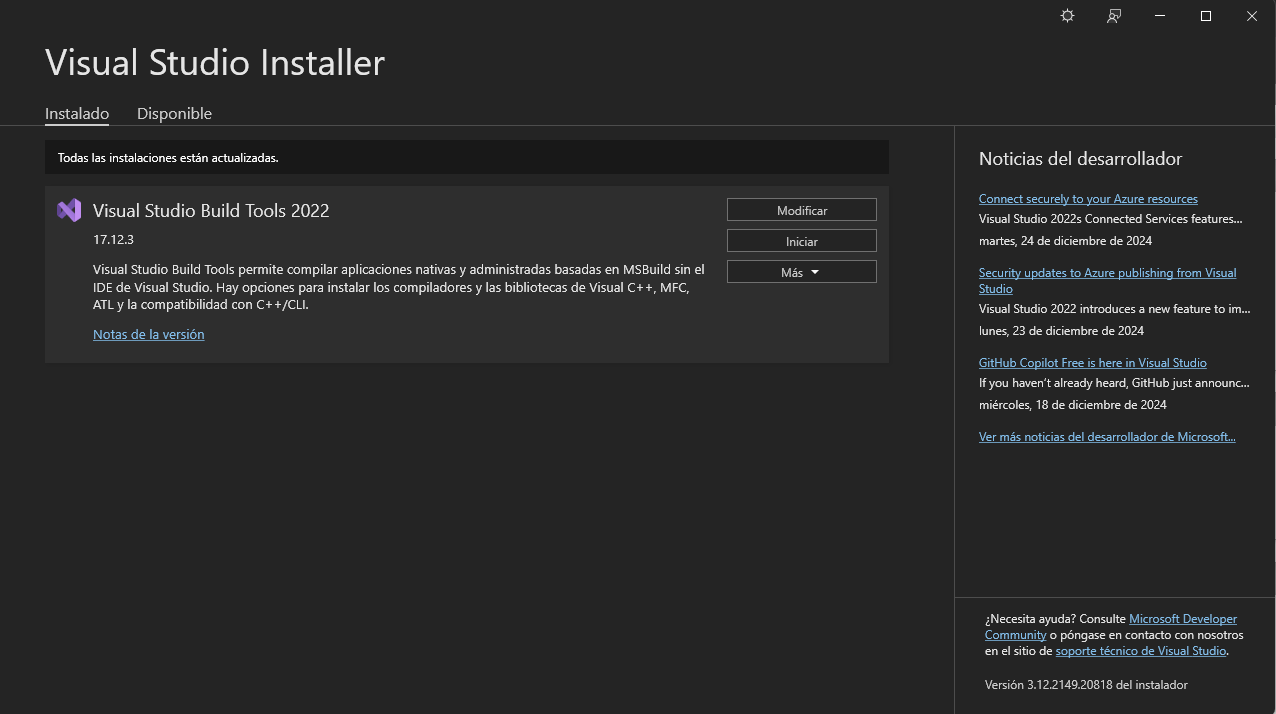 Visual Studio Installer
Instalado
Disponible
Todas las instalaciones están actualizadas.
Visual Studio Build Tools 2022
17.12.3
Visual Studio Build Tools permite compilar aplicaciones nativas y administradas basadas en MSBuild sin el
IDE de Visual Studio. Hay opciones para instalar los compiladores y las bibliotecas de Visual C++, MFC,
ATL y la compatibilidad con C++/CLI.
Notas de la versión
Modificar
Iniciar
Más
Noticias del desarrollador
Connect securely to your Azure resources
Visual Studio 2022s Connected Services features...
martes, 24 de diciembre de 2024
Security updates to Azure publishing from Visual
Studio
Visual Studio 2022 introduces a new feature to im...
lunes, 23 de diciembre de 2024
GitHub Copilot Free is here in Visual Studio
If you haven’t already heard, GitHub just announc...
miércoles, 18 de diciembre de 2024
Ver más noticias del desarrollador de Microsoft...
¿Necesita ayuda? Consulte Microsoft Developer
Community o póngase en contacto con nosotros
en el sitio de soporte técnico de Visual Studio.
Versión 3.12.2149.20818 del instalador